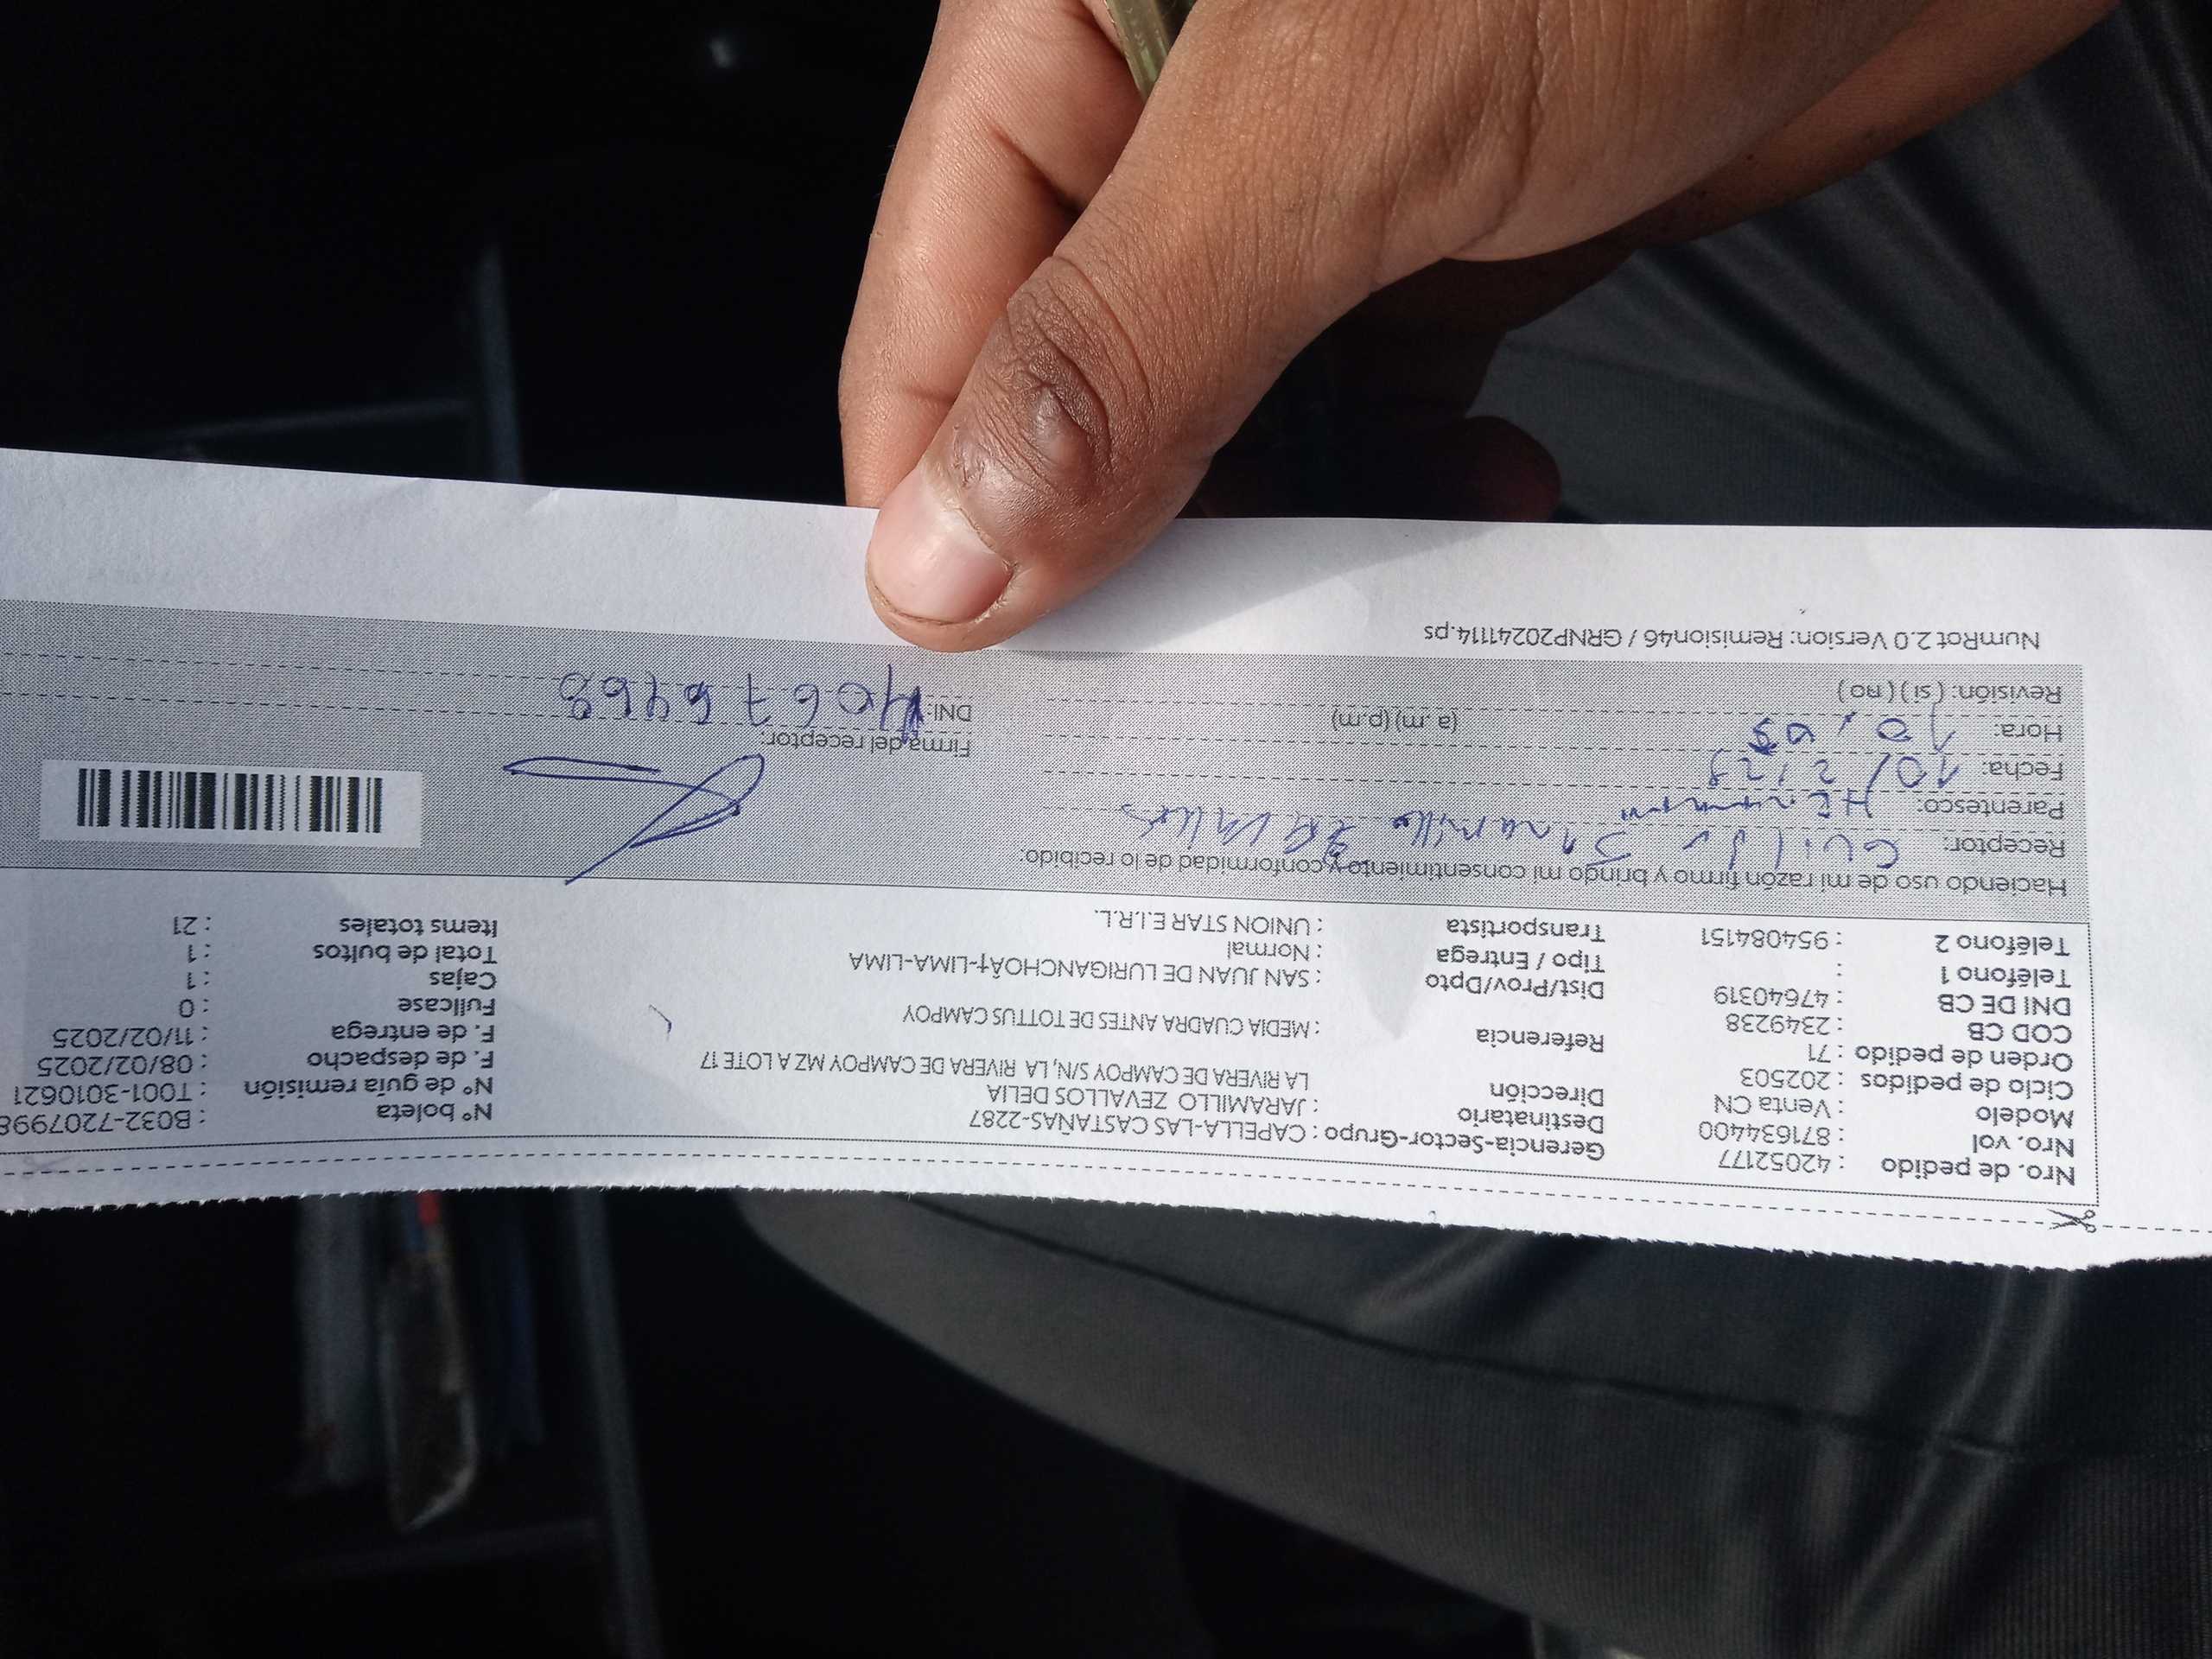 Nro. de pedido : 42052177 Gerencia-Sector-Grupo : CAPELLA-LAS CASTAÑAS-2287 N° boleta : B032-7207998
Nro. vol : 871634400 Destinatario : JARAMILLO ZEVALLOS DELIA N° de guía remisión : T001-3010621
Modelo : Venta CN Dirección LA RIVERA DE CAMPOY S/N, LA RIVERA DE CAMPOY MZ A LOTE 17 F. de despacho : 08/02/2025
Ciclo de pedidos : 202503 F. de entrega : 11/02/2025
Orden de pedido : 71 Referencia : MEDIA CUADRA ANTES DE TOTTUS CAMPOY Fullcase : 0
COD CB : 2349238 Cajas : 1
DNI DE CB : 47640319 Dist/Prov/Dpto : SAN JUAN DE LURIGANCHOÂ†-LIMA-LIMA Total de bultos : 1
Teléfono 1 : Tipo / Entrega : Normal Items totales : 21
Teléfono 2 : 954084151 Transportista : UNION STAR E.I.R.L.
Haciendo uso de mi razón firmo y brindo mi consentimiento y conformidad de lo recibido:
Receptor: Jaramillo
Parentesco:
Fecha: 10/2/25
Hora: 10:05 (a.m) (p.m) Firma del receptor:
Revisión: (si) (no) DNI: 40676468
NumRot 2.0 Version: Remision46 / GRNP20241114.ps